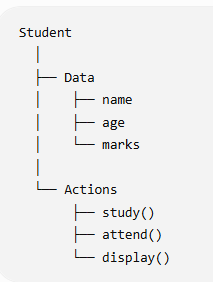 Student
Data
name
age
marks
Actions
study()
attend()
display()